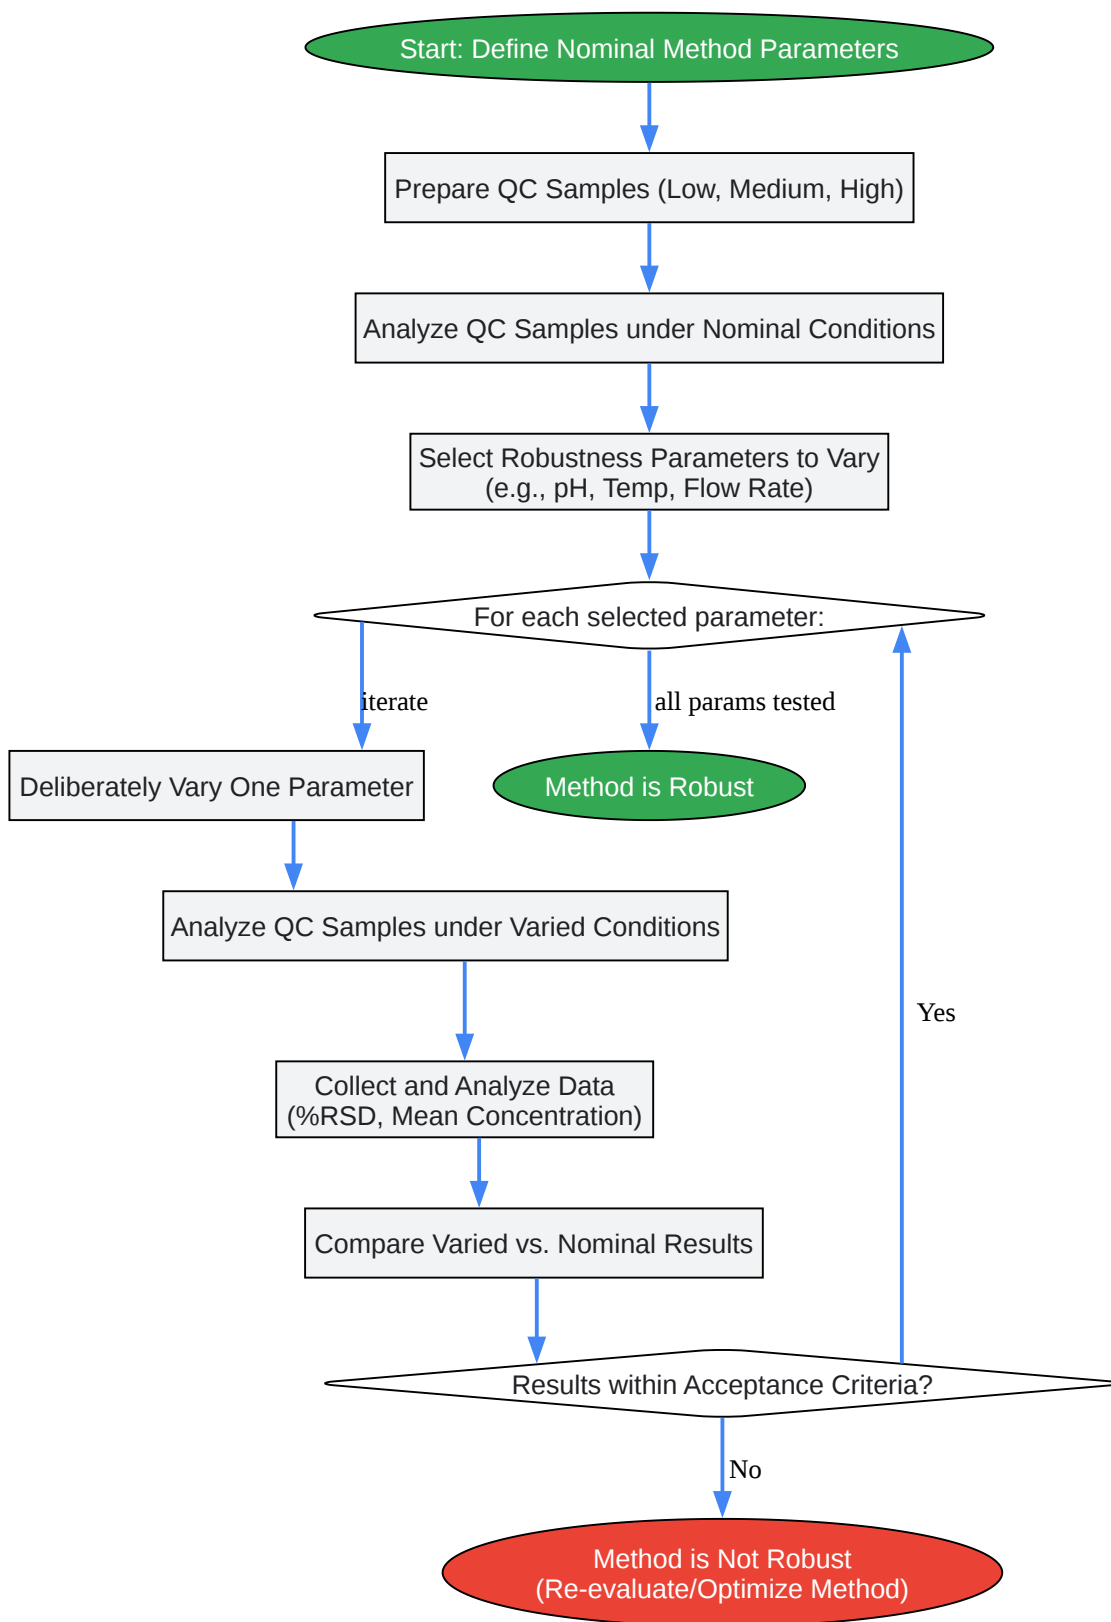 Start: Define Nominal Method Parameters
Prepare QC Samples (Low, Medium, High)
Analyze QC Samples under Nominal Conditions
Select Robustness Parameters to Vary
(e.g., pH, Temp, Flow Rate)
For each selected parameter:
iterate
all params tested
Deliberately Vary One Parameter
Method is Robust
Analyze QC Samples under Varied Conditions
Yes
Collect and Analyze Data
(%RSD, Mean Concentration)
Compare Varied vs. Nominal Results
Results within Acceptance Criteria?
No
Method is Not Robust
(Re-evaluate/Optimize Method)